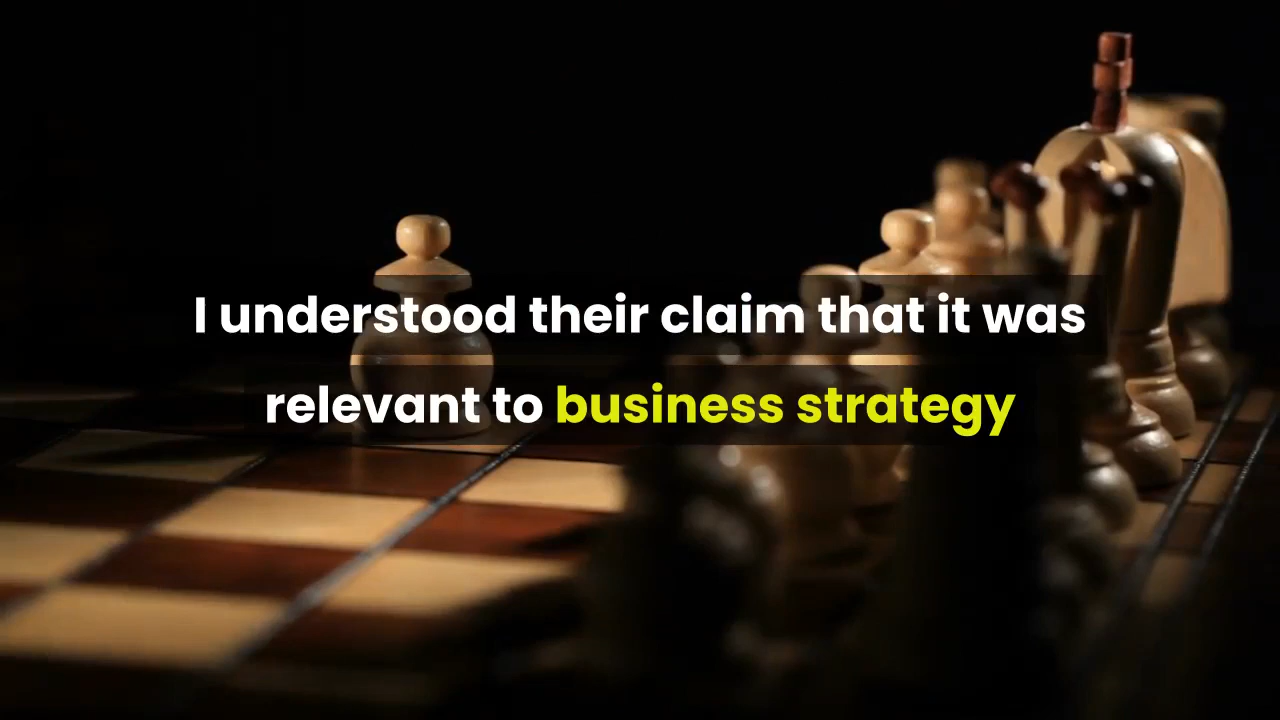 I understood their claim that it was
relevant to business strategy